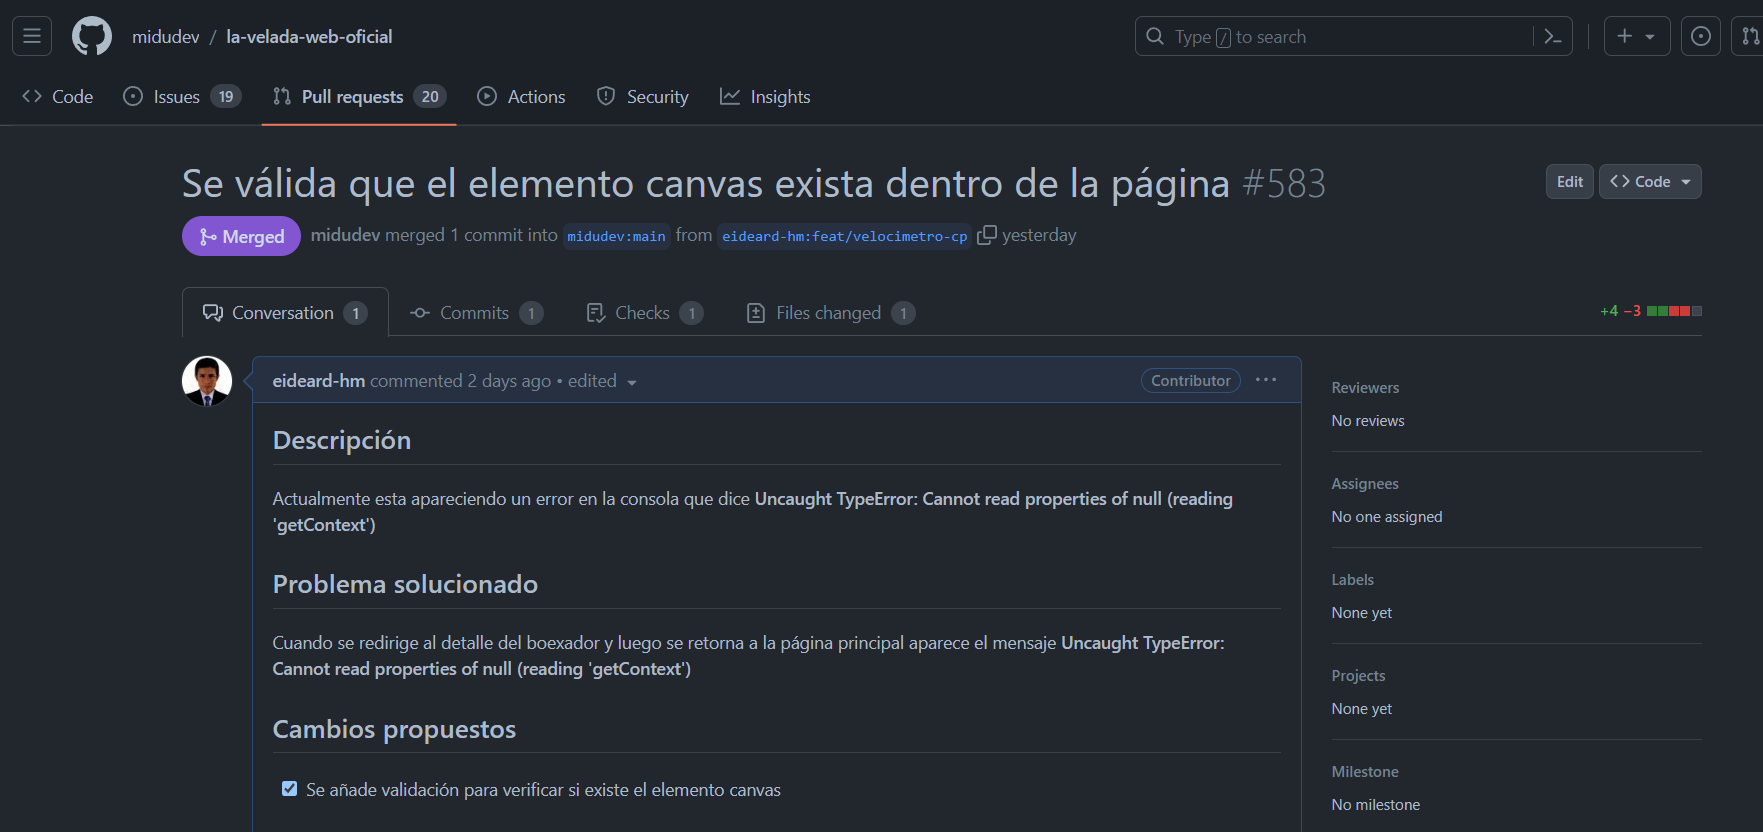 midudev / la-velada-web-oficial
Type / to search
Code Issues 19 Pull requests 20 Actions Security Insights
Se válida que el elemento canvas exista dentro de la página #583
Edit Code
Merged midudev merged 1 commit into midudev:main from eideard-hm:feat/velocimetro-cp yesterday
Conversation 1 Commits 1 Checks 1 Files changed 1
+4 −3
eideard-hm commented 2 days ago • edited
Contributor
Descripción
Actualmente esta apareciendo un error en la consola que dice Uncaught TypeError: Cannot read properties of null (reading
'getContext')
Problema solucionado
Cuando se redirige al detalle del boexador y luego se retorna a la página principal aparece el mensaje Uncaught TypeError:
Cannot read properties of null (reading 'getContext')
Cambios propuestos
Se añade validación para verificar si existe el elemento canvas
Reviewers
No reviews
Assignees
No one assigned
Labels
None yet
Projects
None yet
Milestone
No milestone